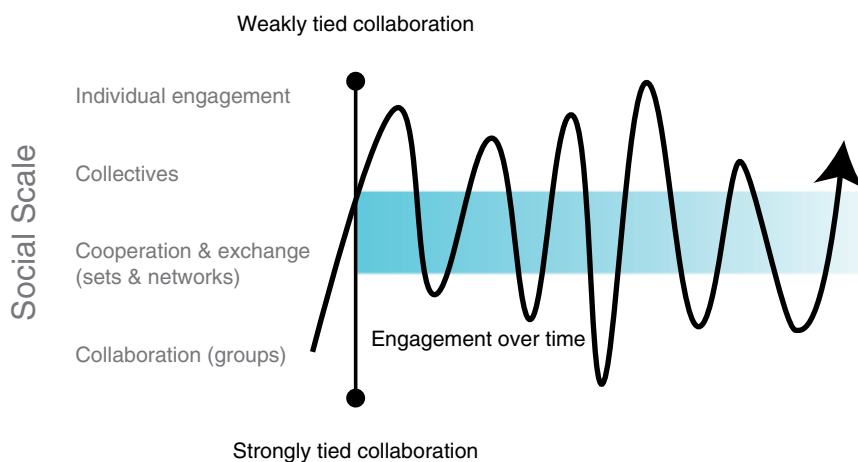 Weakly tied collaboration
Social Scale
Individual engagement
Collectives
Cooperation & exchange
(sets & networks)
Collaboration (groups)
Engagement over time
Strongly tied collaboration